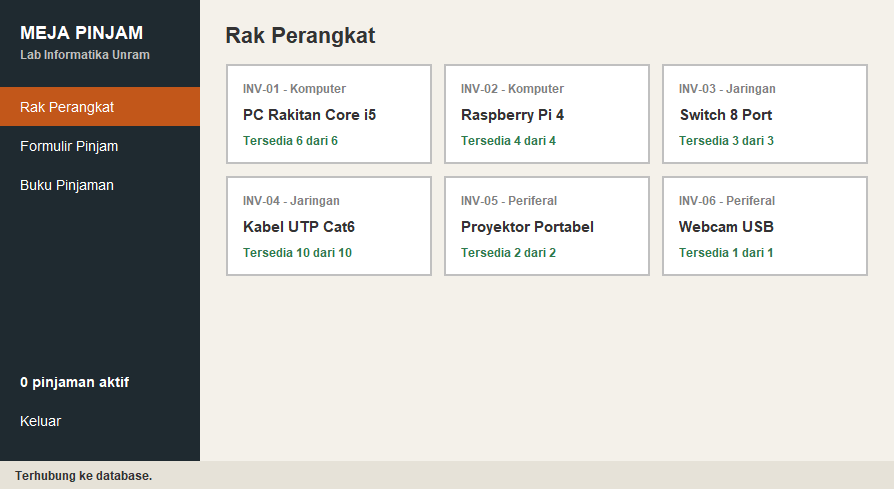 MEJA PINJAM
Lab Informatika Unram
Rak Perangkat
Formulir Pinjam
Buku Pinjaman
0 pinjaman aktif
Keluar
Rak Perangkat
INV-01 - Komputer
PC Rakitan Core i5
Tersedia 6 dari 6
INV-02 - Komputer
Raspberry Pi 4
Tersedia 4 dari 4
INV-03 - Jaringan
Switch 8 Port
Tersedia 3 dari 3
INV-04 - Jaringan
Kabel UTP Cat6
Tersedia 10 dari 10
INV-05 - Periferal
Proyektor Portabel
Tersedia 2 dari 2
INV-06 - Periferal
Webcam USB
Tersedia 1 dari 1
Terhubung ke database.